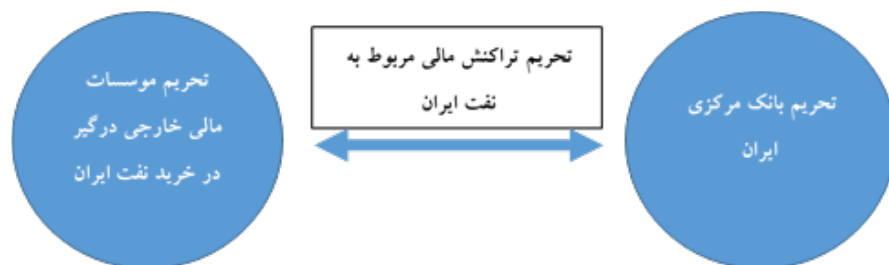 تحریم بانک مرکزی
ایران
تحریم تراکنش مالی مربوط به
نفت ایران
تحریم موسسات
مالی خارجی درگیر
در خرید نفت ایران